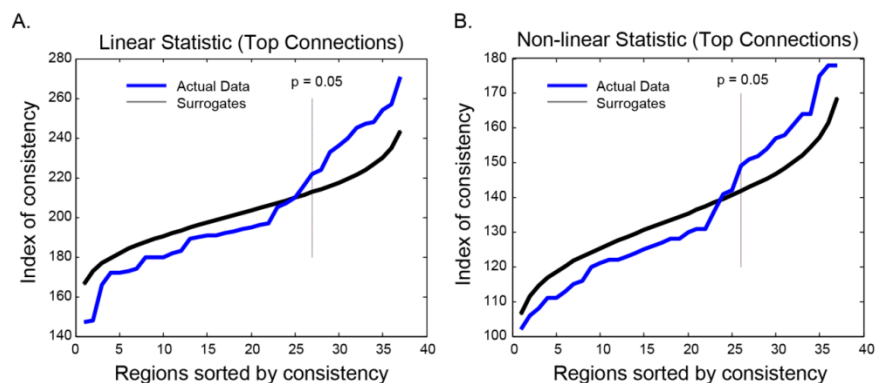 A.
Linear Statistic (Top Connections)
280
260
240
220
200
180
160
140
Index of consistency
p = 0.05
Actual Data
Surrogates
0
5
10
15
20
25
30
35
40
Regions sorted by consistency
B.
Non-linear Statistic (Top Connections)
180
170
160
150
140
130
120
110
100
Index of consistency
p = 0.05
Actual Data
Surrogates
0
5
10
15
20
25
30
35
40
Regions sorted by consistency